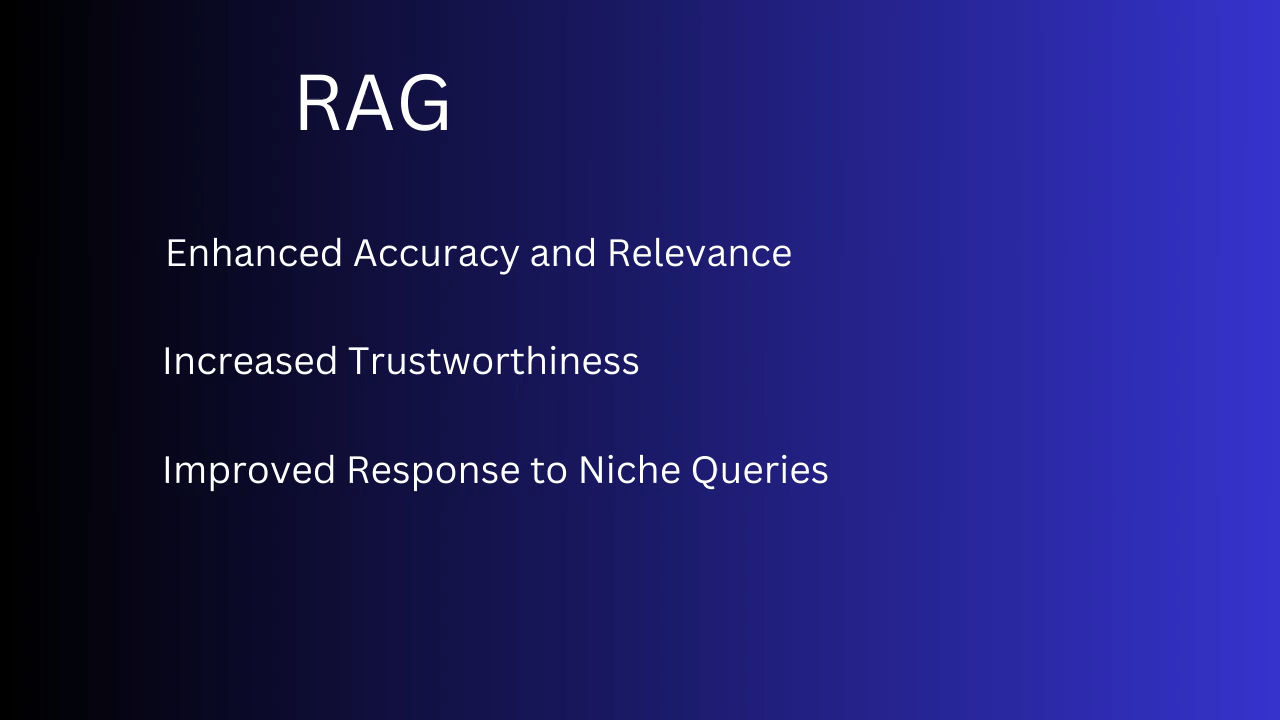 RAG
Enhanced Accuracy and Relevance
Increased Trustworthiness
Improved Response to Niche Queries